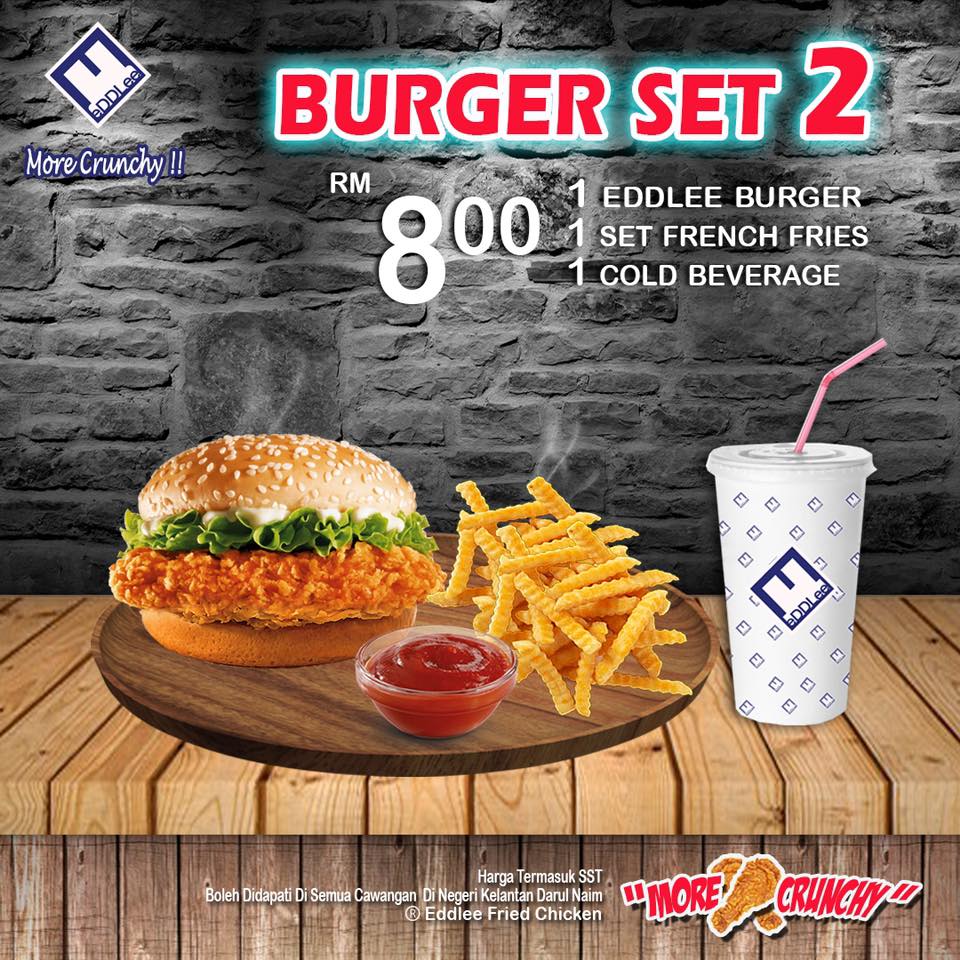 EDDLee
More Crunchy !!
BURGER SET 2
RM 8 00
1 EDDLEE BURGER
1 SET FRENCH FRIES
1 COLD BEVERAGE
EDDLee
Harga Termasuk SST
Boleh Didapati Di Semua Cawangan Di Negeri Kelantan Darul Naim
® Eddlee Fried Chicken
"MORE CRUNCHY"